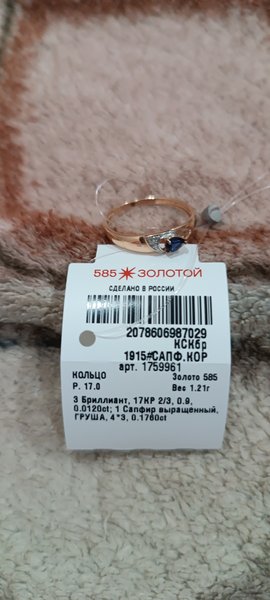 585 ЗОЛОТОЙ
СДЕЛАНО В РОССИИ
2078606987029
КСКбр
1915#САПФ.КОР
арт. 1759961
КОЛЬЦО Золото 585
Р. 17.0 Вес 1.21г
3 Бриллиант, 17КР 2/3, 0.9,
0.0120ct; 1 Сапфир выращенный,
ГРУША, 4*3, 0.1760ct